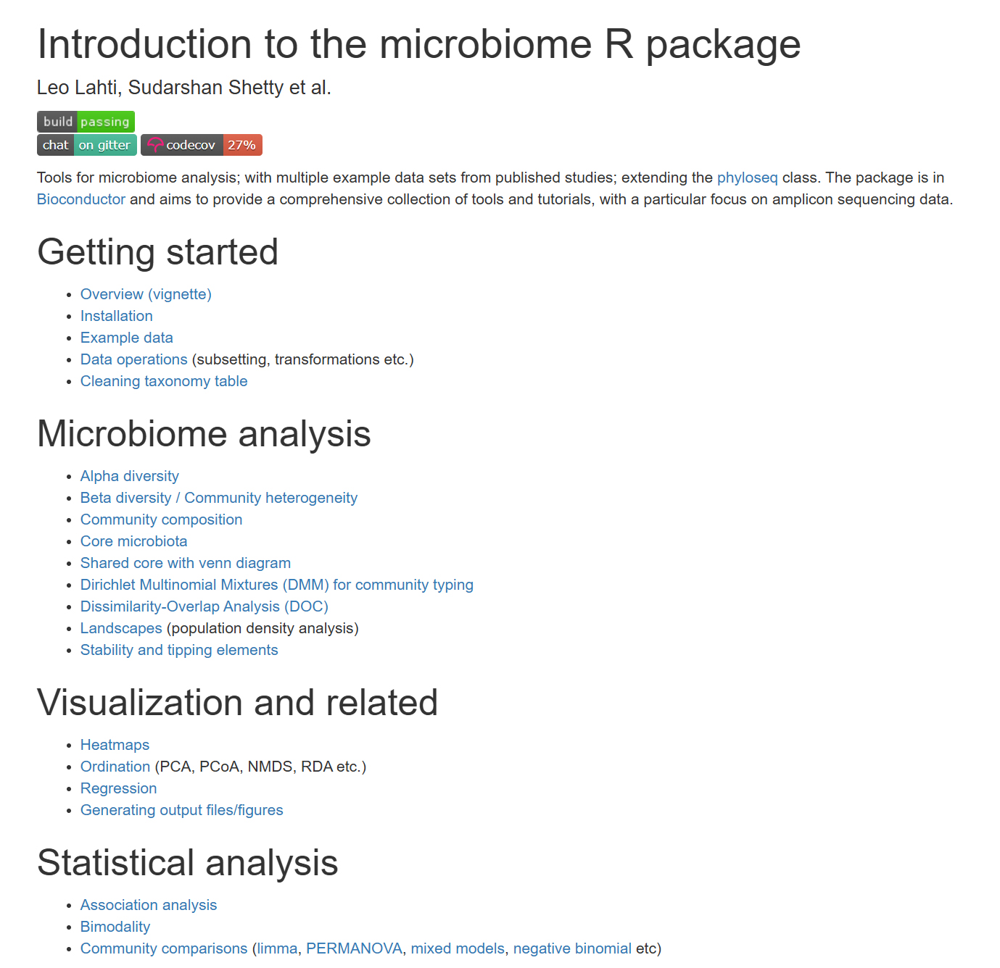 Introduction to the microbiome R package
Leo Lahti, Sudarshan Shetty et al.
build passing
chat on gitter codecov 27%
Tools for microbiome analysis; with multiple example data sets from published studies; extending the phyloseq class. The package is in
Bioconductor and aims to provide a comprehensive collection of tools and tutorials, with a particular focus on amplicon sequencing data.
Getting started
• Overview (vignette)
• Installation
• Example data
• Data operations (subsetting, transformations etc.)
• Cleaning taxonomy table
Microbiome analysis
• Alpha diversity
• Beta diversity / Community heterogeneity
• Community composition
• Core microbiota
• Shared core with venn diagram
• Dirichlet Multinomial Mixtures (DMM) for community typing
• Dissimilarity-Overlap Analysis (DOC)
• Landscapes (population density analysis)
• Stability and tipping elements
Visualization and related
• Heatmaps
• Ordination (PCA, PCoA, NMDS, RDA etc.)
• Regression
• Generating output files/figures
Statistical analysis
• Association analysis
• Bimodality
• Community comparisons (limma, PERMANOVA, mixed models, negative binomial etc)